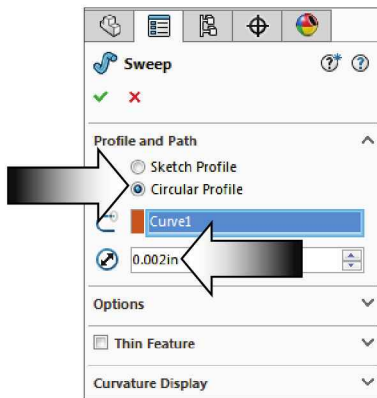 Sweep
Profile and Path
Sketch Profile
Circular Profile
Curve1
0.002in
Options
Thin Feature
Curvature Display